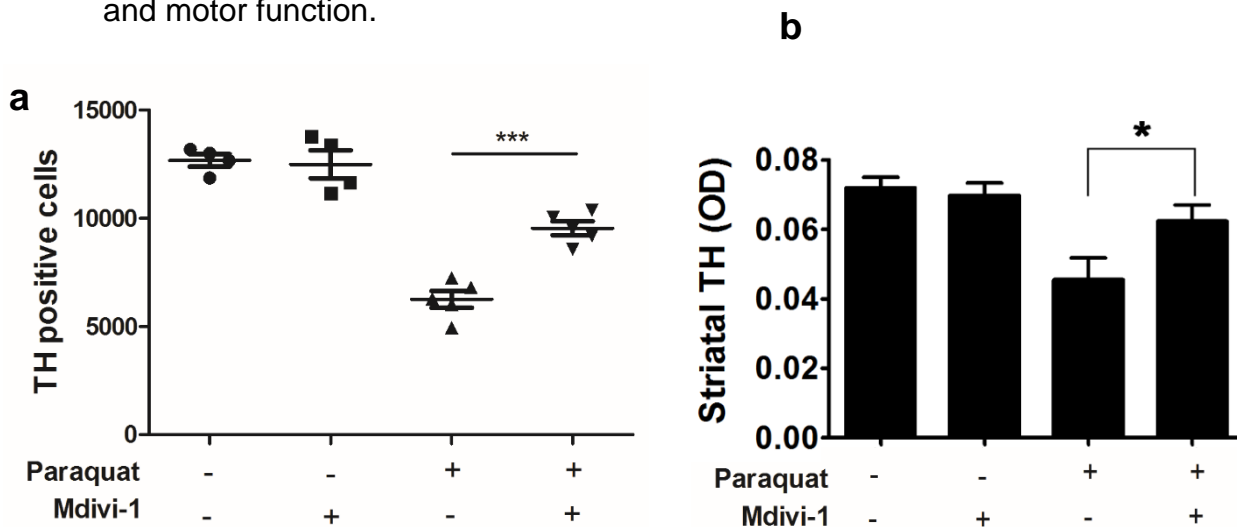 and motor function.
a
TH positive cells
15000
10000
5000
0
***
Paraquat - - + +
Mdivi-1 - + - +
b
Striatal TH (OD)
0.08
0.06
0.04
0.02
0.00
*
Paraquat - - + +
Mdivi-1 - + - +